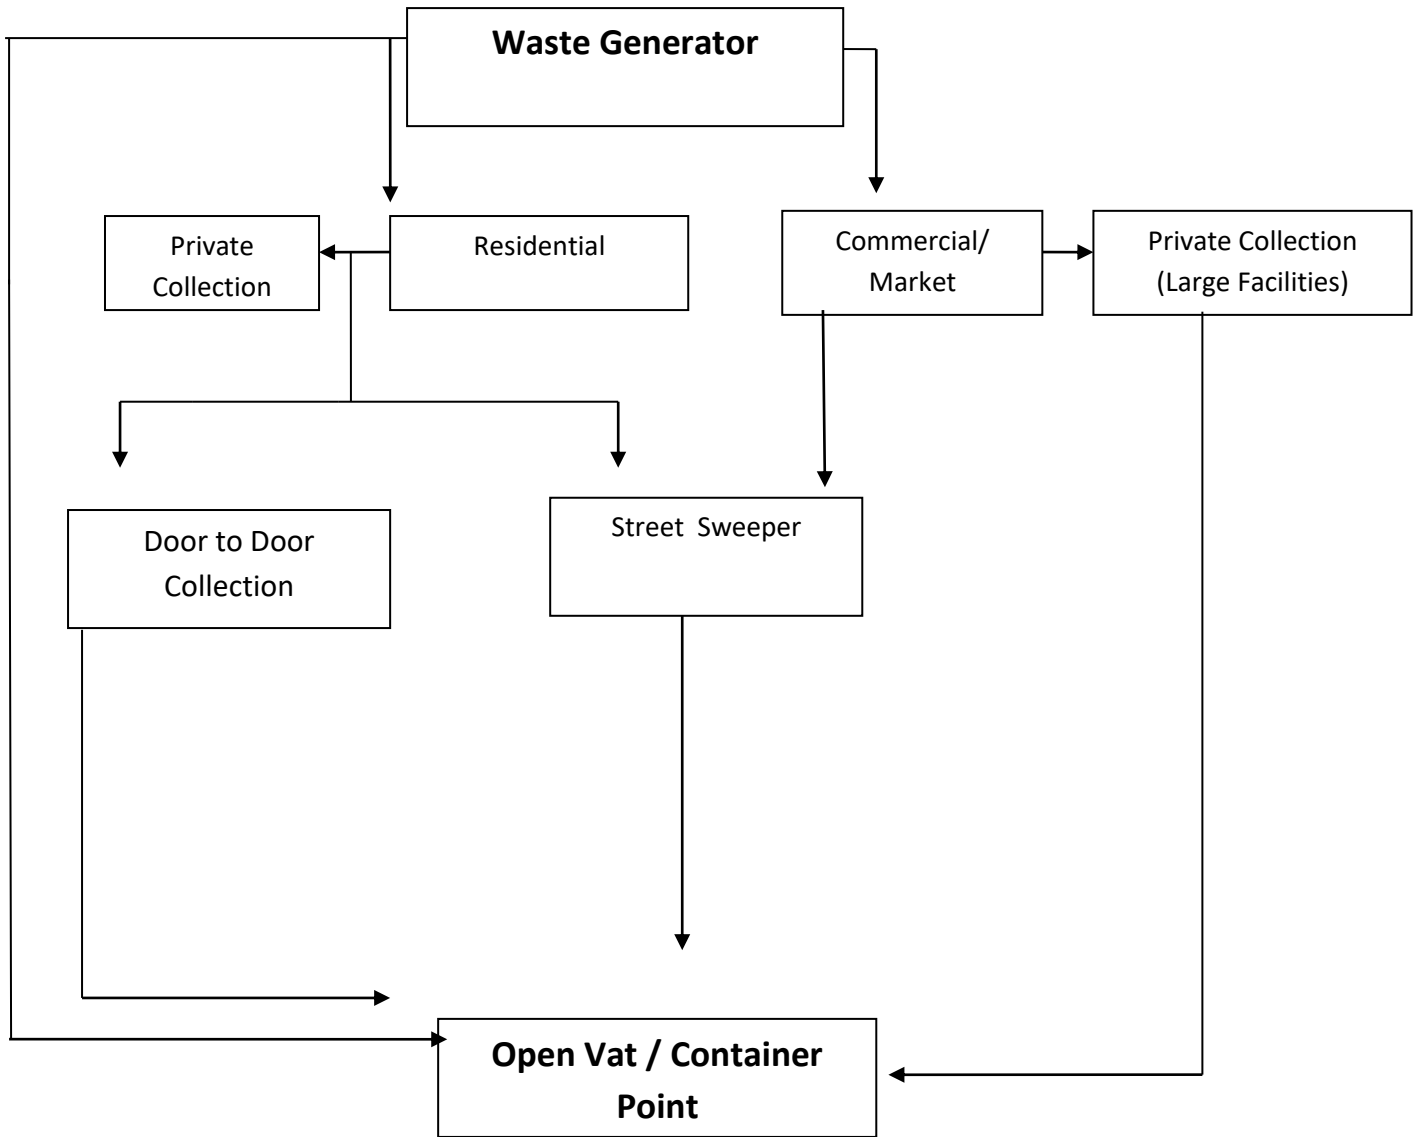 Waste Generator
Private
Collection
Residential
Commercial/
Market
Private Collection
(Large Facilities)
Door to Door
Collection
Street Sweeper
Open Vat / Container
Point